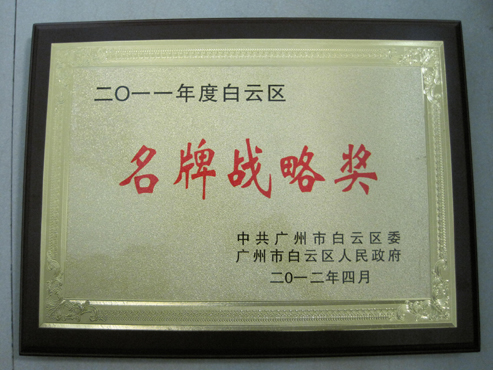 二〇一一年度白云区
名牌战略奖
中共广州市白云区委
广州市白云区人民政府
二〇一二年四月